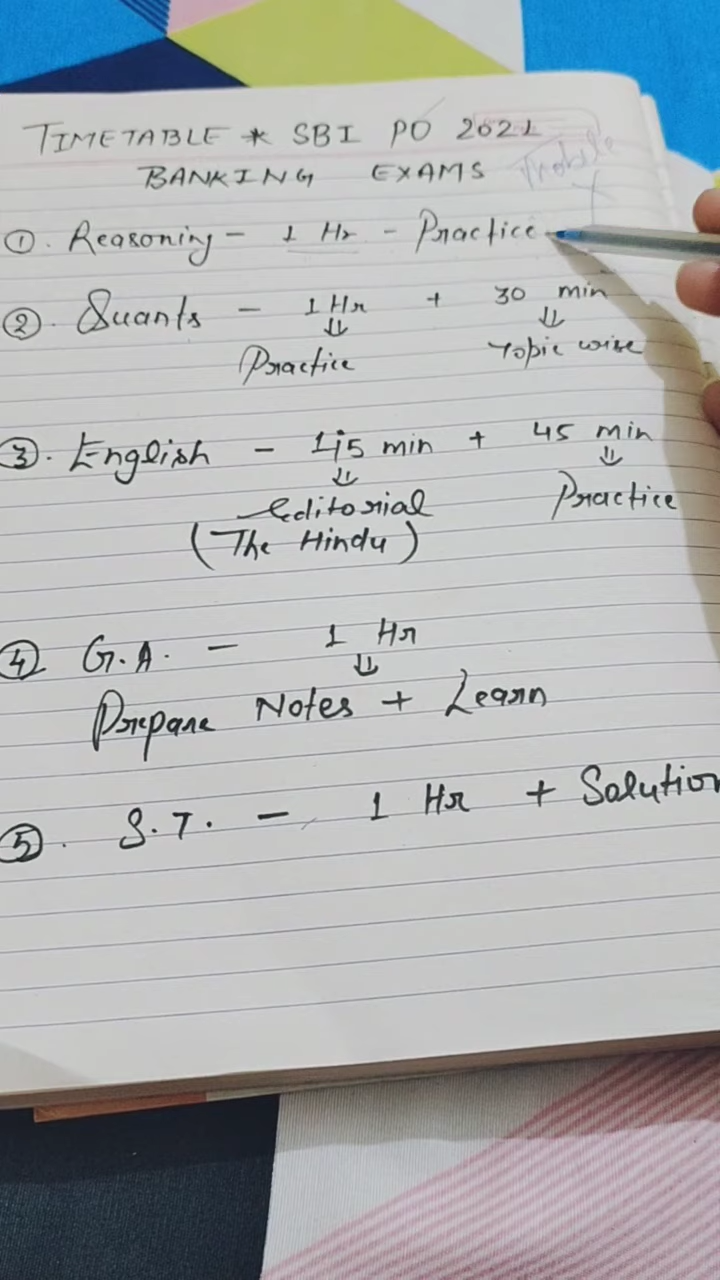 TIMETABLE * SBI PO 2021
BANKING EXAMS
①. Reasoning - 1 Hr - Practice
②. Quants - 1 Hr + 30 min
⇓ ⇓
Practice Topic wise
③. English - 15 min + 45 min
⇓ ⇓
Editorial Practice
(The Hindu)
④ G.A. - 1 Hr
⇓
Prepare Notes + Learn
⑤. S.T. - 1 Hr + Solution